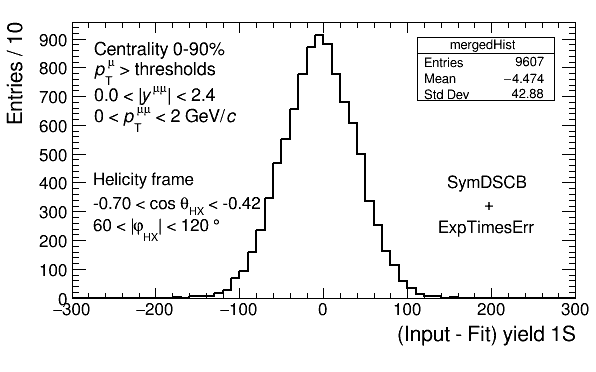 Entries / 10
900
800
700
600
500
400
300
200
100
0
Centrality 0-90%
p_T^μ > thresholds
0.0 < |y^μμ| < 2.4
0 < p_T^μμ < 2 GeV/c
Helicity frame
-0.70 < cos θ_HX < -0.42
60 < |φ_HX| < 120 °
mergedHist
Entries 9607
Mean −4.474
Std Dev 42.88
SymDSCB
+
ExpTimesErr
−300 −200 −100 0 100 200 300
(Input - Fit) yield 1S